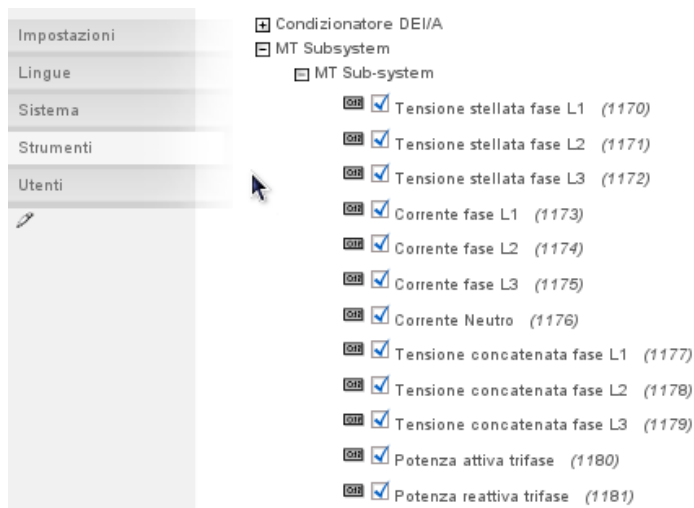 Impostazioni
Lingue
Sistema
Strumenti
Utenti
Condizionatore DEI/A
MT Subsystem
MT Sub-system
Tensione stellata fase L1 (1170)
Tensione stellata fase L2 (1171)
Tensione stellata fase L3 (1172)
Corrente fase L1 (1173)
Corrente fase L2 (1174)
Corrente fase L3 (1175)
Corrente Neutro (1176)
Tensione concatenata fase L1 (1177)
Tensione concatenata fase L2 (1178)
Tensione concatenata fase L3 (1179)
Potenza attiva trifase (1180)
Potenza reattiva trifase (1181)